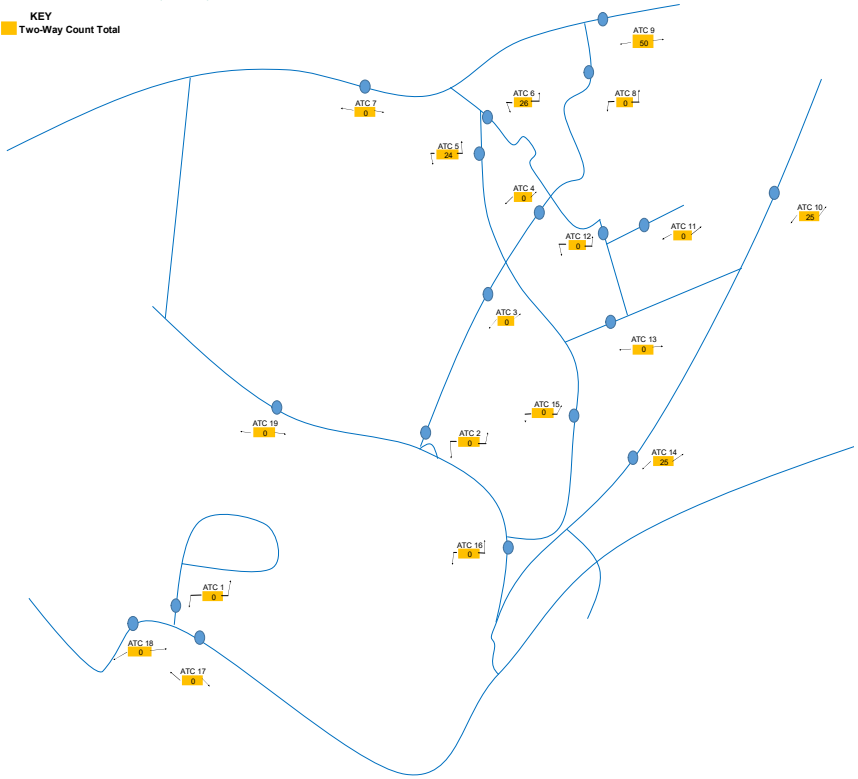 KEY
Two-Way Count Total
ATC 9
50
ATC 6
26
ATC 8
0
ATC 7
0
ATC 5
24
ATC 4
0
ATC 10
25
ATC 11
0
ATC 12
0
ATC 3
0
ATC 13
0
ATC 15
0
ATC 19
0
ATC 2
0
ATC 14
25
ATC 16
0
ATC 1
0
ATC 18
0
ATC 17
0